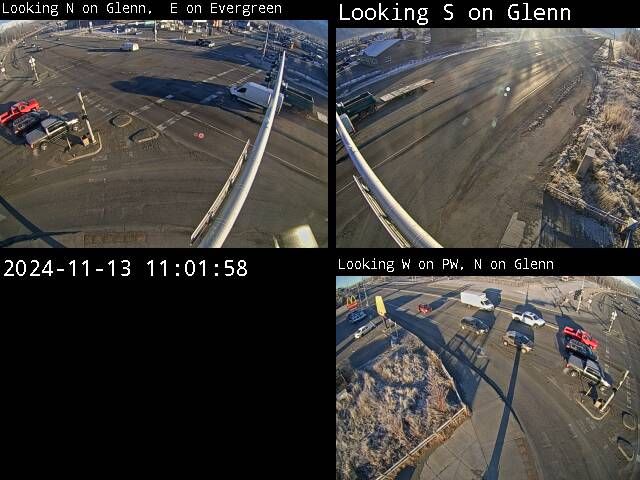 Looking N on Glenn,  E on Evergreen
Looking S on Glenn
2024-11-13 11:01:58
Looking W on PW, N on Glenn